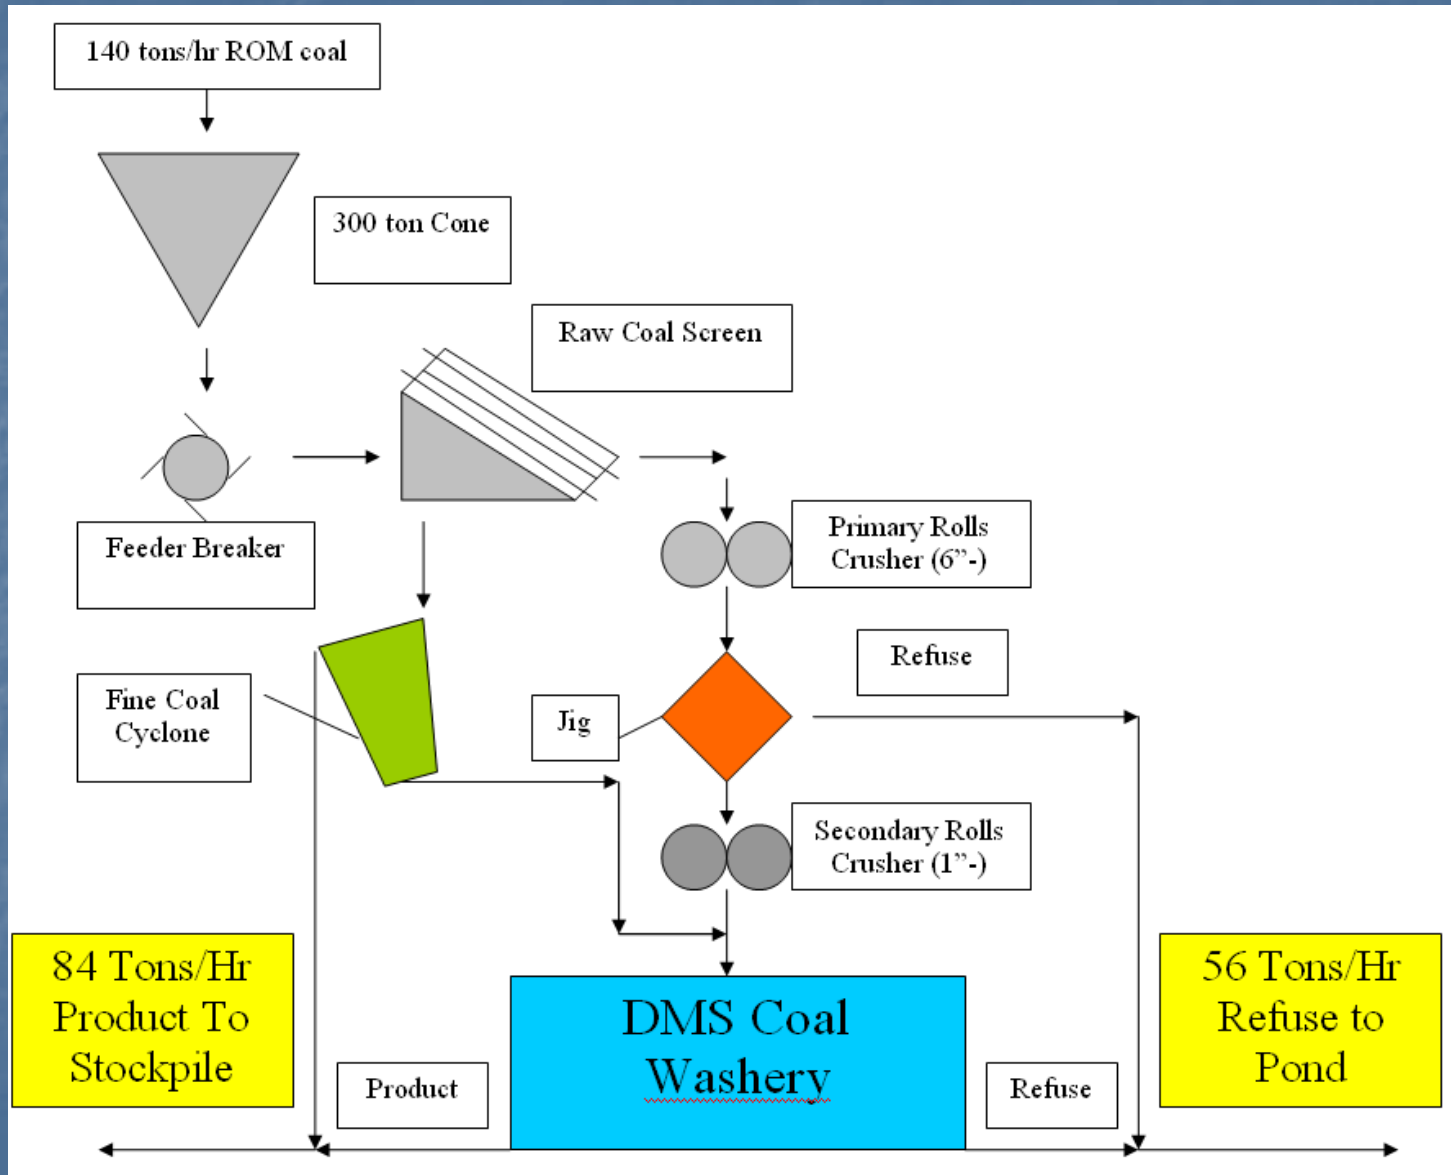 140 tons/hr ROM coal
300 ton Cone
Raw Coal Screen
Feeder Breaker
Primary Rolls
Crusher (6”-)
Refuse
Fine Coal
Cyclone
Jig
Secondary Rolls
Crusher (1”-)
84 Tons/Hr
Product To
Stockpile
DMS Coal
Washery
56 Tons/Hr
Refuse to
Pond
Product
Refuse